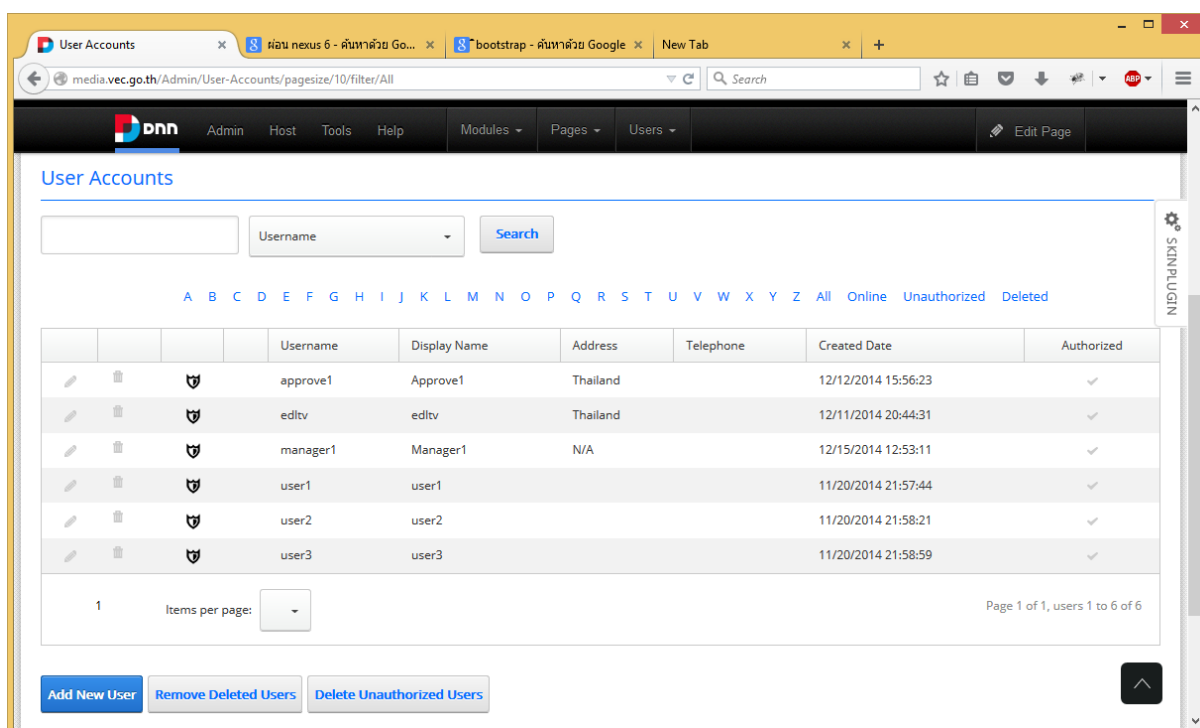 User Accounts
ผ่อน nexus 6 - ค้นหาด้วย Go...
bootstrap - ค้นหาด้วย Google
New Tab
media.vec.go.th/Admin/User-Accounts/pagesize/10/filter/All
Search
ABP
DNN Admin Host Tools Help Modules Pages Users Edit Page
User Accounts
Username Search
SKINPLUGIN
A B C D E F G H I J K L M N O P Q R S T U V W X Y Z All Online Unauthorized Deleted
Username Display Name Address Telephone Created Date Authorized
approve1 Approve1 Thailand 12/12/2014 15:56:23
edltv edltv Thailand 12/11/2014 20:44:31
manager1 Manager1 N/A 12/15/2014 12:53:11
user1 user1 11/20/2014 21:57:44
user2 user2 11/20/2014 21:58:21
user3 user3 11/20/2014 21:58:59
1 Items per page: Page 1 of 1, users 1 to 6 of 6
Add New User Remove Deleted Users Delete Unauthorized Users